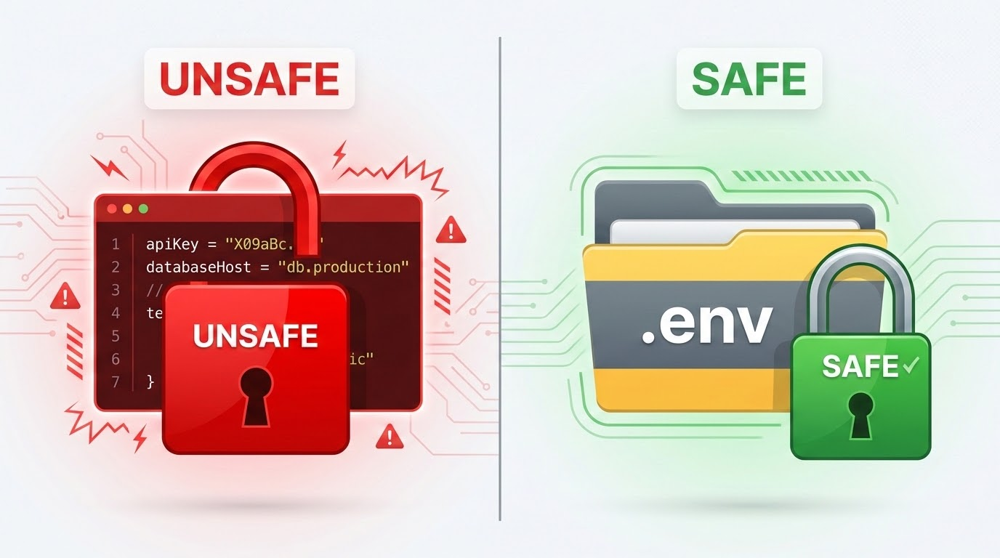 UNSAFE
1 apiKey = "X09aBc.
2 databaseHost = "db.production"
3 //
4 te
5
6 ic"
7 }
UNSAFE
SAFE
.env
SAFE✓